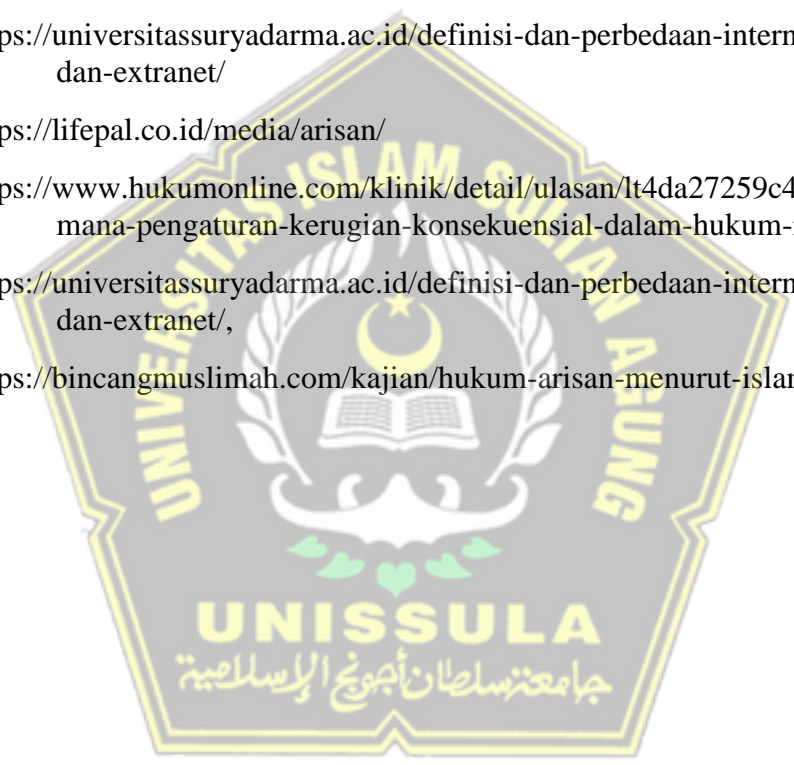 ps://universitassuryadarma.ac.id/definisi-dan-perbedaan-intern
dan-extranet/
ps://lifepal.co.id/media/arisan/
ps://www.hukumonline.com/klinik/detail/ulasan/lt4da27259c4
mana-pengaturan-kerugian-konsekuensial-dalam-hukum-
ps://universitassuryadarma.ac.id/definisi-dan-perbedaan-intern
dan-extranet/,
ps://bincangmuslimah.com/kajian/hukum-arisan-menurut-islam
UNIVERSITAS ISLAM SULTAN AGUNG
UNISSULA
جامعة سلطان أجونج الإسلامية